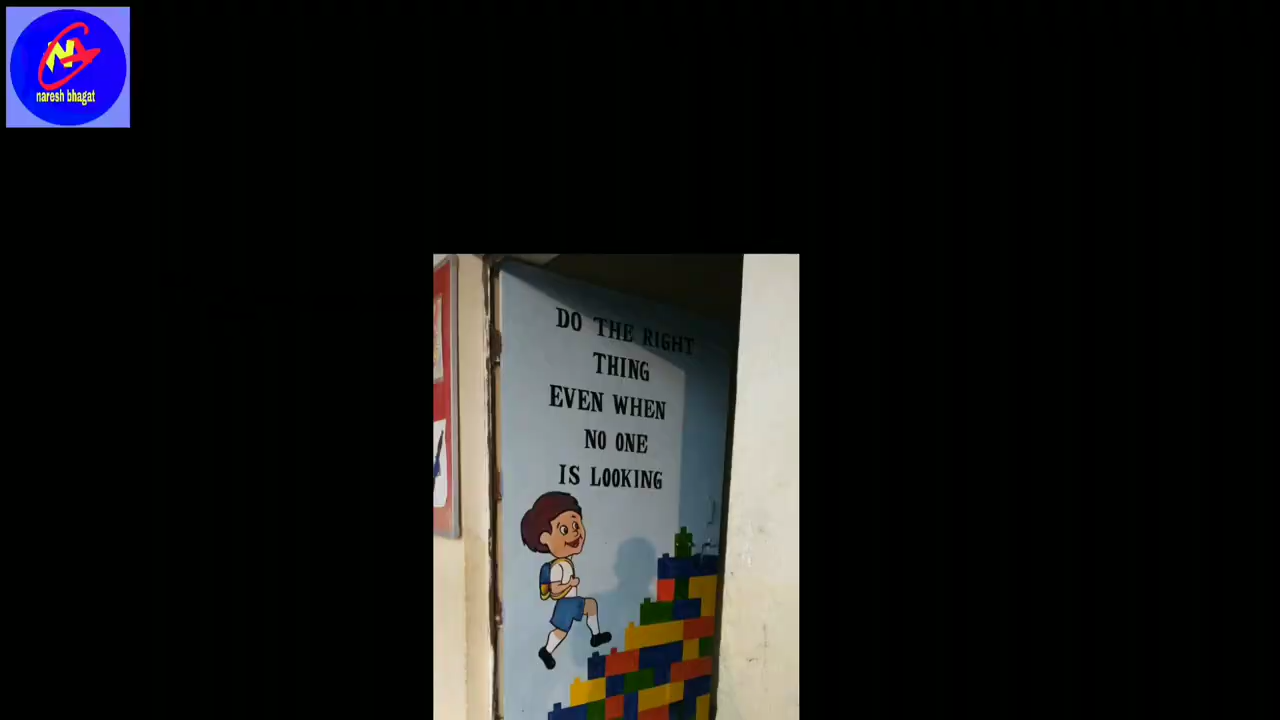 naresh bhagat
DO THE RIGHT
THING
EVEN WHEN
NO ONE
IS LOOKING